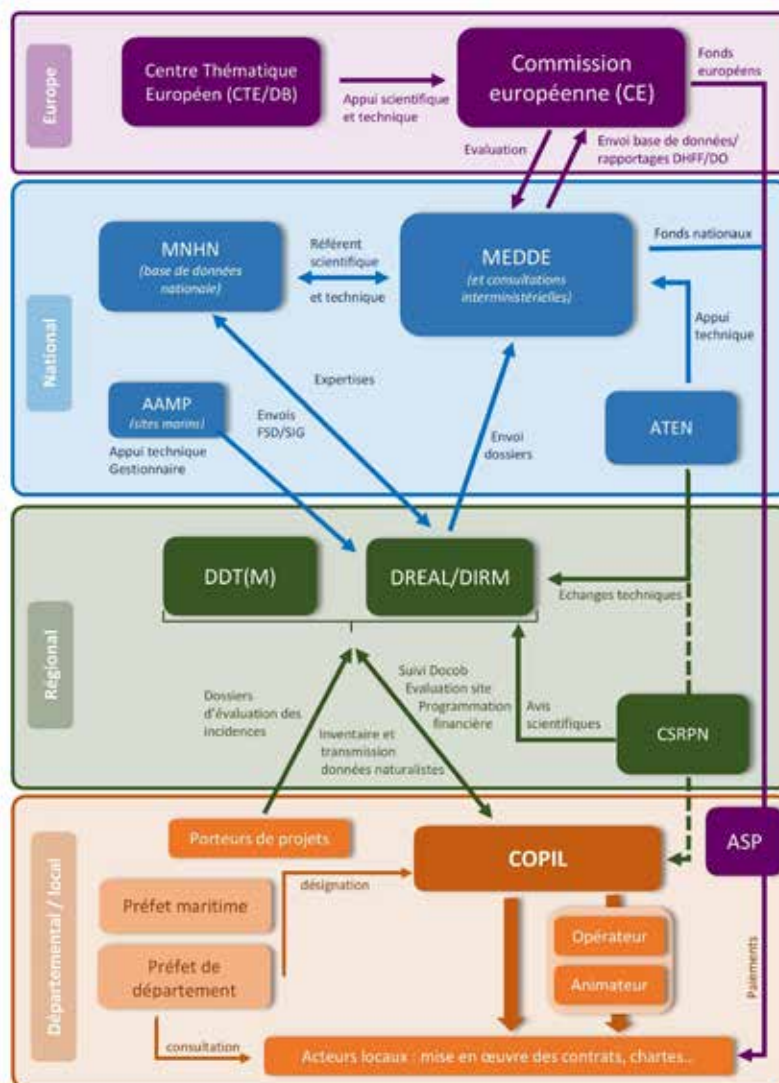 Europe
Centre Thématique
Européen (CTE/DB)
Appui scientifique
et technique
Commission
européenne (CE)
Fonds
européens
Evaluation
Envoi base de données/
rapportages DHFF/DO
National
MNHN
(base de données
nationale)
Référent
scientifique
et technique
MEDDE
(et consultations
interministérielles)
Fonds nationaux
Appui
technique
Expertises
AAMP
(sites marins)
Appui technique
Gestionnaire
Envois
FSD/SIG
Envoi
dossiers
ATEN
Régional
DDT(M)
DREAL/DIRM
Echanges techniques
Dossiers
d'évaluation des
incidences
Suivi Docob
Evaluation site
Programmation
financière
Avis
scientifiques
Inventaire et
transmission
données naturalistes
CSRPN
Départemental / local
Porteurs de projets
COPIL
ASP
désignation
Préfet maritime
Préfet de
département
Opérateur
Animateur
Paiements
consultation
Acteurs locaux : mise en œuvre des contrats, chartes...